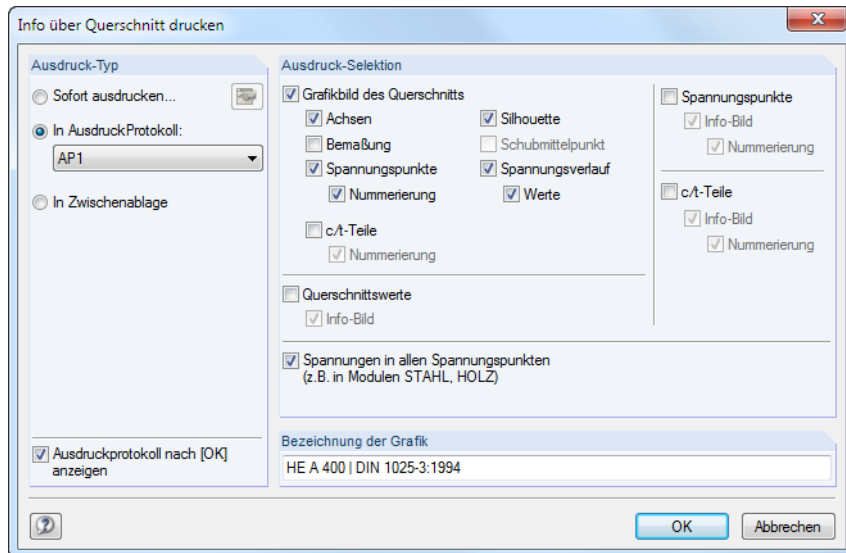 Info über Querschnitt drucken
Ausdruck-Typ
Sofort ausdrucken...
In AusdruckProtokoll:
AP1
In Zwischenablage
Ausdruckprotokoll nach [OK]
anzeigen
Ausdruck-Selektion
Grafikbild des Querschnitts
Achsen
Silhouette
Bemaßung
Schubmittelpunkt
Spannungspunkte
Spannungsverlauf
Nummerierung
Werte
c/t-Teile
Nummerierung
Querschnittswerte
Info-Bild
Spannungspunkte
Info-Bild
Nummerierung
c/t-Teile
Info-Bild
Nummerierung
Spannungen in allen Spannungspunkten
(z.B. in Modulen STAHL, HOLZ)
Bezeichnung der Grafik
HE A 400 | DIN 1025-3:1994
OK
Abbrechen